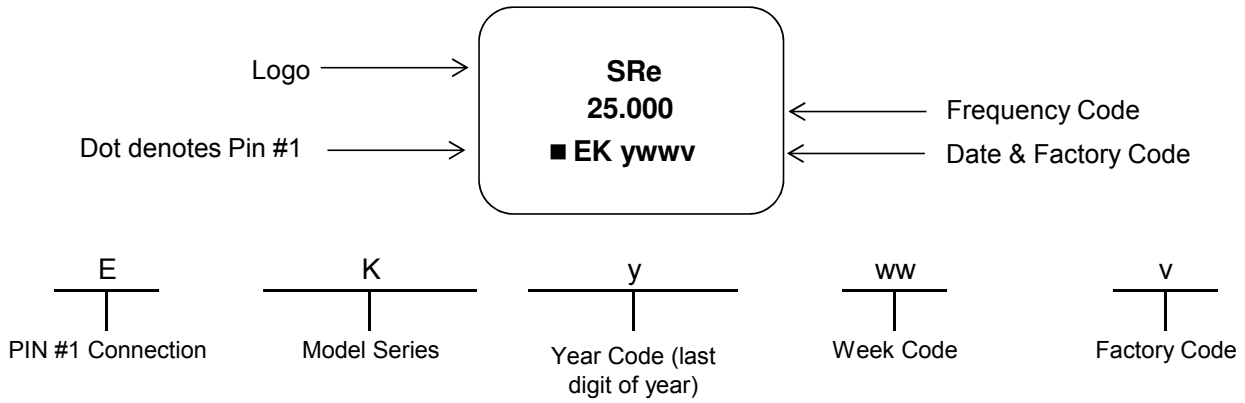 Logo
SRe
25.000
Frequency Code
Dot denotes Pin #1
■ EK ywwv
Date & Factory Code
E
K
y
ww
v
PIN #1 Connection
Model Series
Year Code (last
digit of year)
Week Code
Factory Code